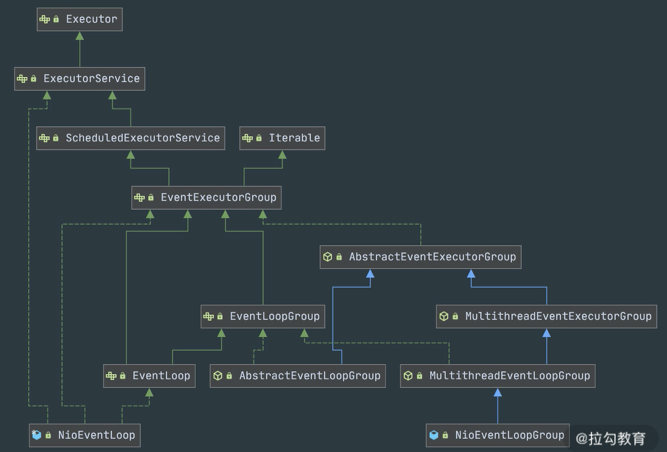 Executor
ExecutorService
ScheduledExecutorService
Iterable
EventExecutorGroup
AbstractEventExecutorGroup
EventLoopGroup
MultithreadEventExecutorGroup
EventLoop
AbstractEventLoopGroup
MultithreadEventLoopGroup
NioEventLoop
NioEventLoopGroup
@拉勾教育